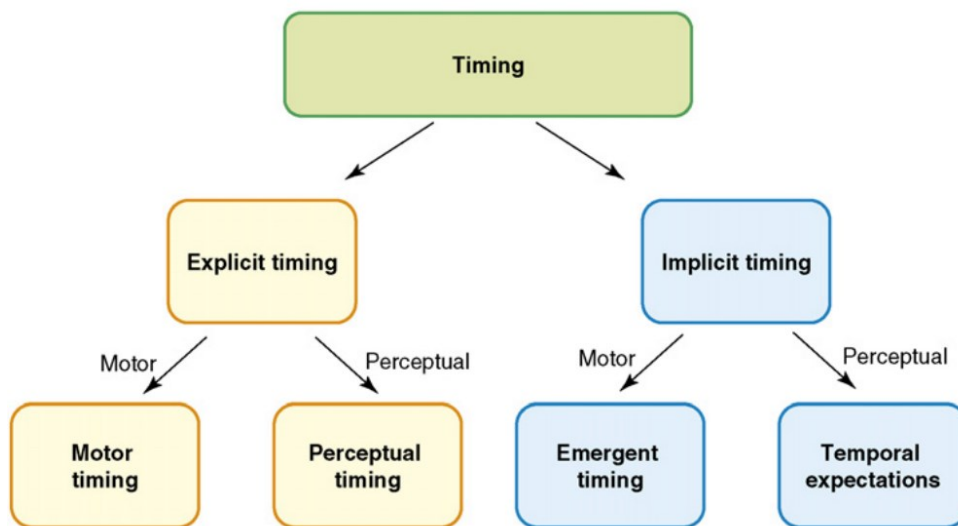 Timing
Explicit timing
Implicit timing
Motor
Perceptual
Motor
Perceptual
Motor
timing
Perceptual
timing
Emergent
timing
Temporal
expectations